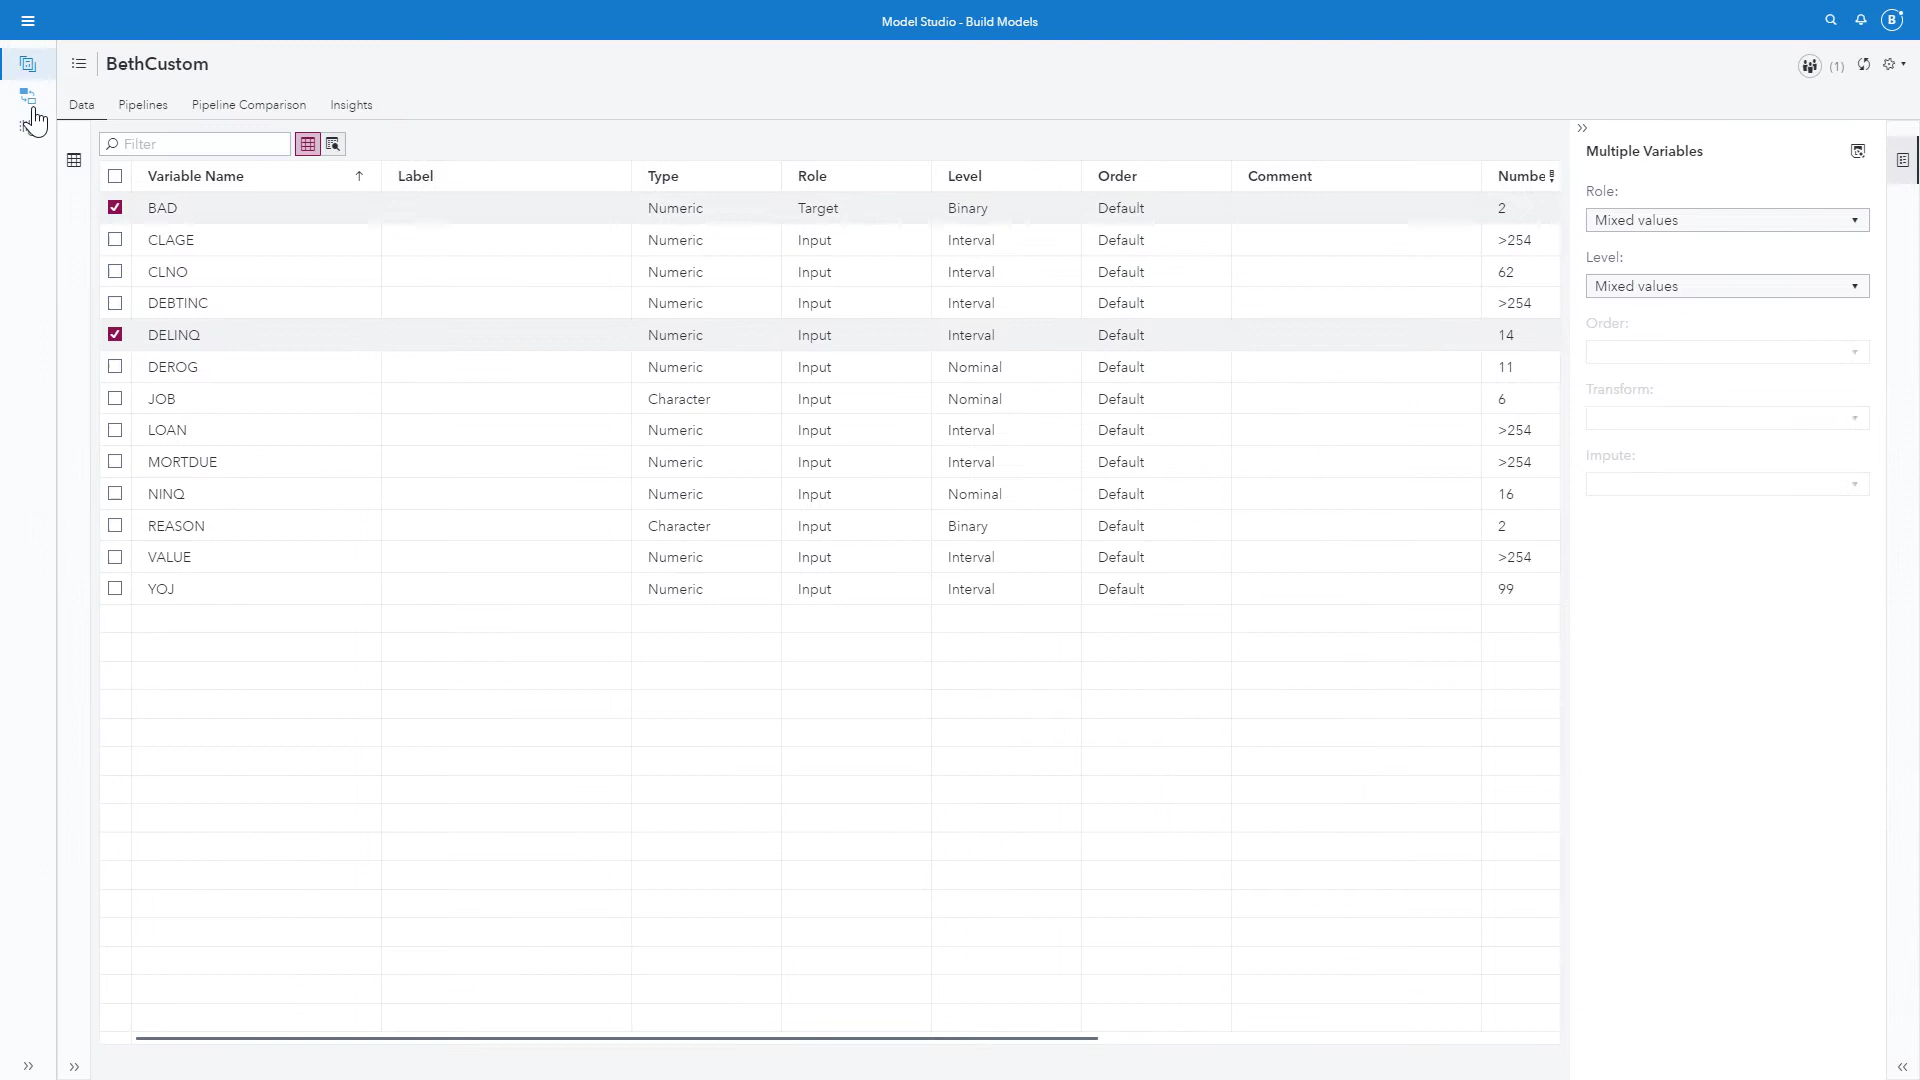 Model Studio - Build Models
B
BethCustom
(1)
Data Pipelines Pipeline Comparison Insights
Filter
Variable Name Label Type Role Level Order Comment Numbe
BAD Numeric Target Binary Default 2
CLAGE Numeric Input Interval Default >254
CLNO Numeric Input Interval Default 62
DEBTINC Numeric Input Interval Default >254
DELINQ Numeric Input Interval Default 14
DEROG Numeric Input Nominal Default 11
JOB Character Input Nominal Default 6
LOAN Numeric Input Interval Default >254
MORTDUE Numeric Input Interval Default >254
NINQ Numeric Input Nominal Default 16
REASON Character Input Binary Default 2
VALUE Numeric Input Interval Default >254
YOJ Numeric Input Interval Default 99
Multiple Variables
Role:
Mixed values
Level:
Mixed values
Order:
Transform:
Impute: